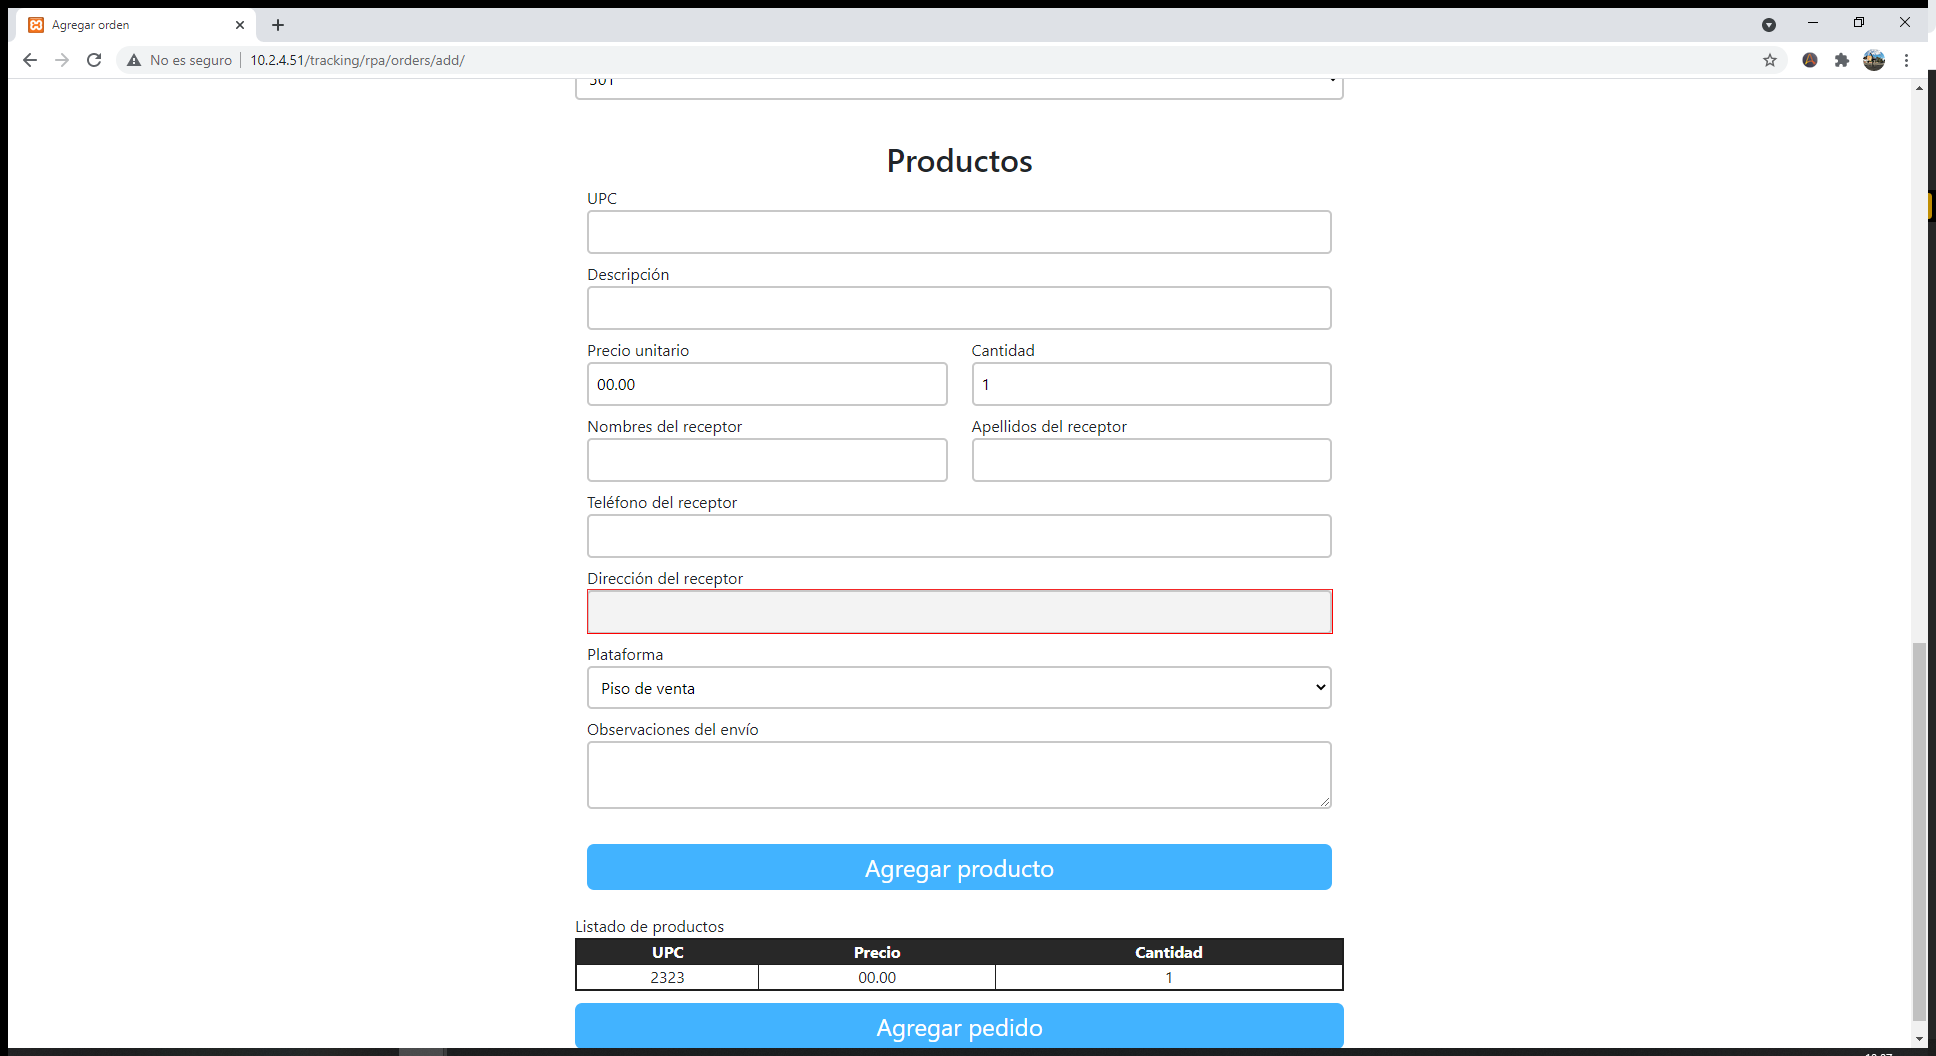 Agregar orden
No es seguro 10.2.4.51/tracking/rpa/orders/add/
301
Productos
UPC
Descripción
Precio unitario Cantidad
00.00 1
Nombres del receptor Apellidos del receptor
Teléfono del receptor
Dirección del receptor
Plataforma
Piso de venta
Observaciones del envío
Agregar producto
Listado de productos
UPC Precio Cantidad
2323 00.00 1
Agregar pedido